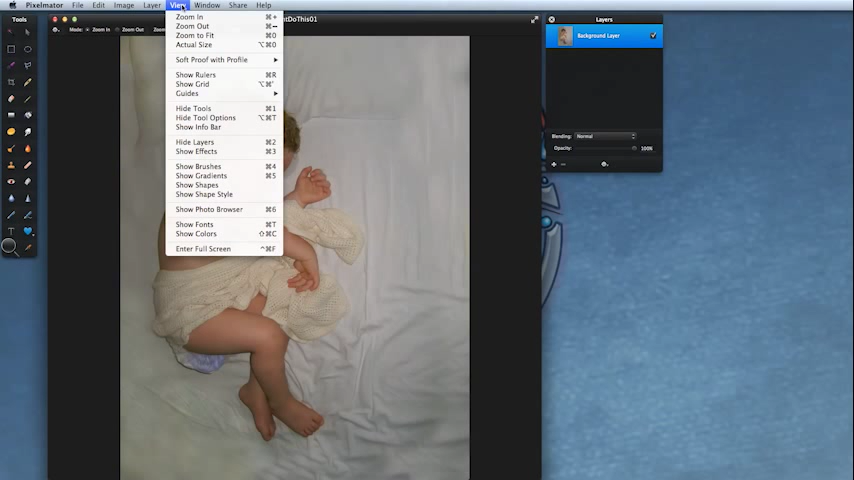 Pixelmator File Edit Image Layer View Window Share Help
Tools
ntDoThis01
Mode: Zoom In Zoom Out
Zoom In ⌘+
Zoom Out ⌘−
Zoom to Fit ⌘0
Actual Size ⌥⌘0
Soft Proof with Profile ▶
Show Rulers ⌘R
Show Grid ⌥⌘'
Guides ▶
Hide Tools ⌘1
Hide Tool Options ⌥⌘T
Show Info Bar
Hide Layers ⌘2
Show Effects ⌘3
Show Brushes ⌘4
Show Gradients ⌘5
Show Shapes
Show Shape Style
Show Photo Browser ⌘6
Show Fonts ⌘T
Show Colors ⇧⌘C
Enter Full Screen ^⌘F
Layers
Background Layer
Blending: Normal
Opacity: 100%